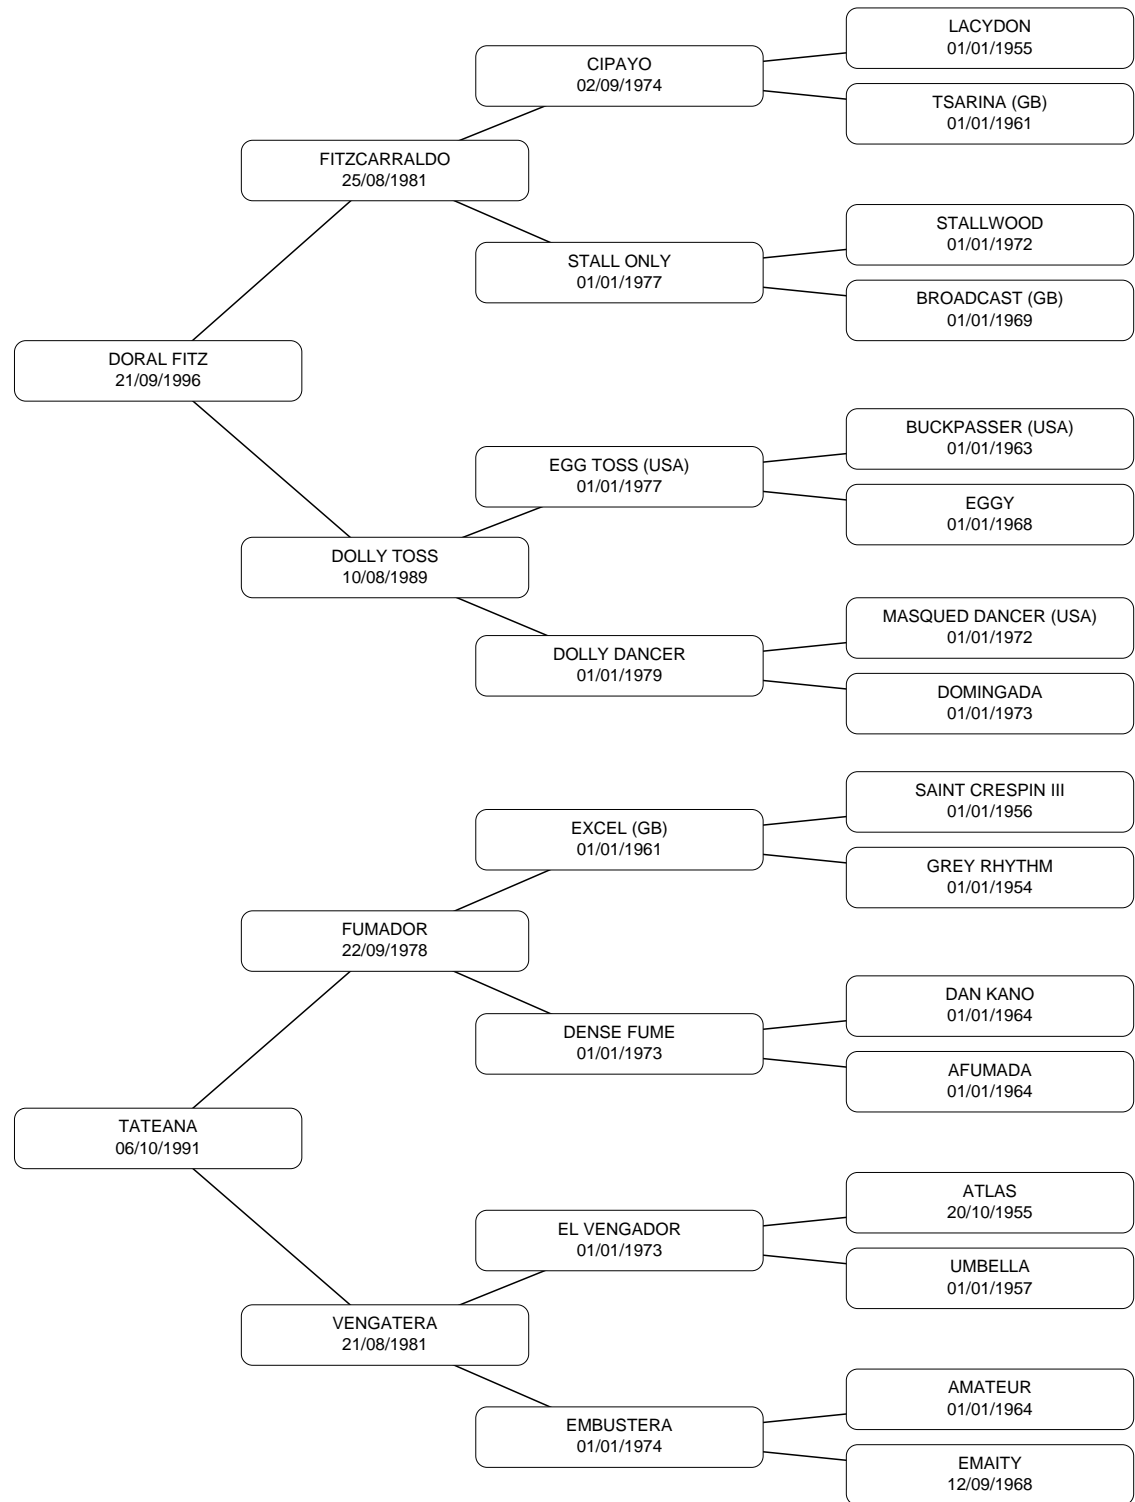 LACYDON
01/01/1955
CIPAYO
02/09/1974
TSARINA (GB)
01/01/1961
FITZCARRALDO
25/08/1981
STALLWOOD
01/01/1972
STALL ONLY
01/01/1977
BROADCAST (GB)
01/01/1969
DORAL FITZ
21/09/1996
BUCKPASSER (USA)
01/01/1963
EGG TOSS (USA)
01/01/1977
EGGY
01/01/1968
DOLLY TOSS
10/08/1989
MASQUED DANCER (USA)
01/01/1972
DOLLY DANCER
01/01/1979
DOMINGADA
01/01/1973
SAINT CRESPIN III
01/01/1956
EXCEL (GB)
01/01/1961
GREY RHYTHM
01/01/1954
FUMADOR
22/09/1978
DAN KANO
01/01/1964
DENSE FUME
01/01/1973
AFUMADA
01/01/1964
TATEANA
06/10/1991
ATLAS
20/10/1955
EL VENGADOR
01/01/1973
UMBELLA
01/01/1957
VENGATERA
21/08/1981
AMATEUR
01/01/1964
EMBUSTERA
01/01/1974
EMAITY
12/09/1968